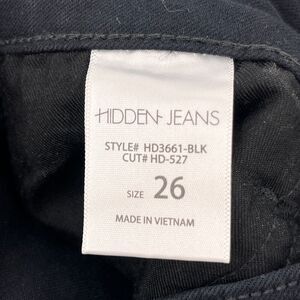 HIDDEN JEANS
STYLE# HD3661-BLK
CUT# HD-527
SIZE 26
MADE IN VIETNAM